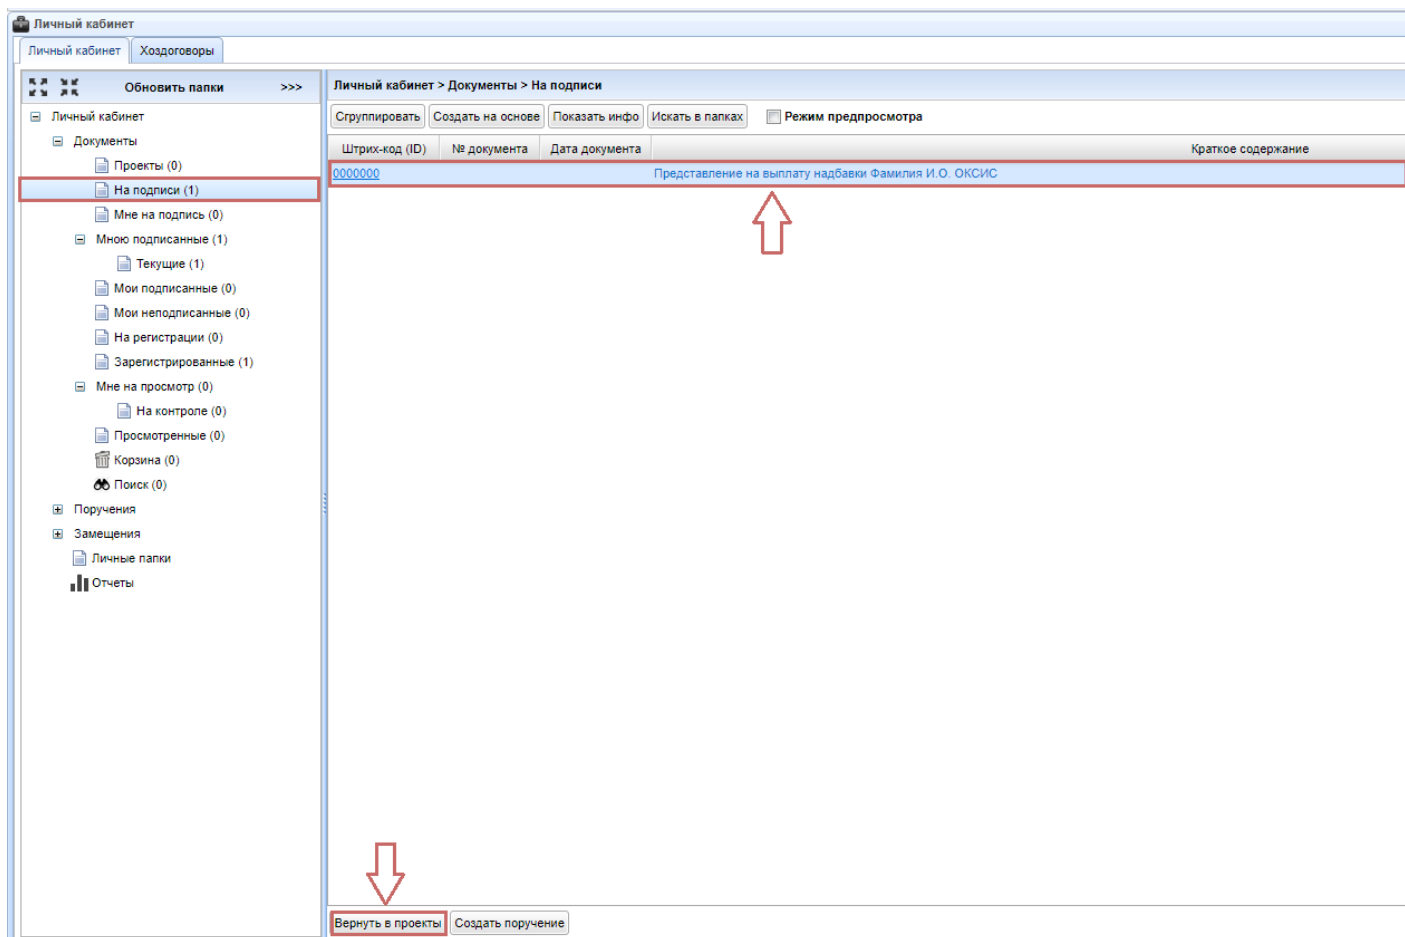 Личный кабинет
Личный кабинет Хоздоговоры
Обновить папки >>>
Личный кабинет
Документы
Проекты (0)
На подписи (1)
Мне на подпись (0)
Мною подписанные (1)
Текущие (1)
Мои подписанные (0)
Мои неподписанные (0)
На регистрации (0)
Зарегистрированные (1)
Мне на просмотр (0)
На контроле (0)
Просмотренные (0)
Корзина (0)
Поиск (0)
Поручения
Замещения
Личные папки
Отчеты
Личный кабинет > Документы > На подписи
Сгруппировать Создать на основе Показать инфо Искать в папках Режим предпросмотра
Штрих-код (ID) № документа Дата документа Краткое содержание
0000000 Представление на выплату надбавки Фамилия И.О. ОКСИС
Вернуть в проекты Создать поручение